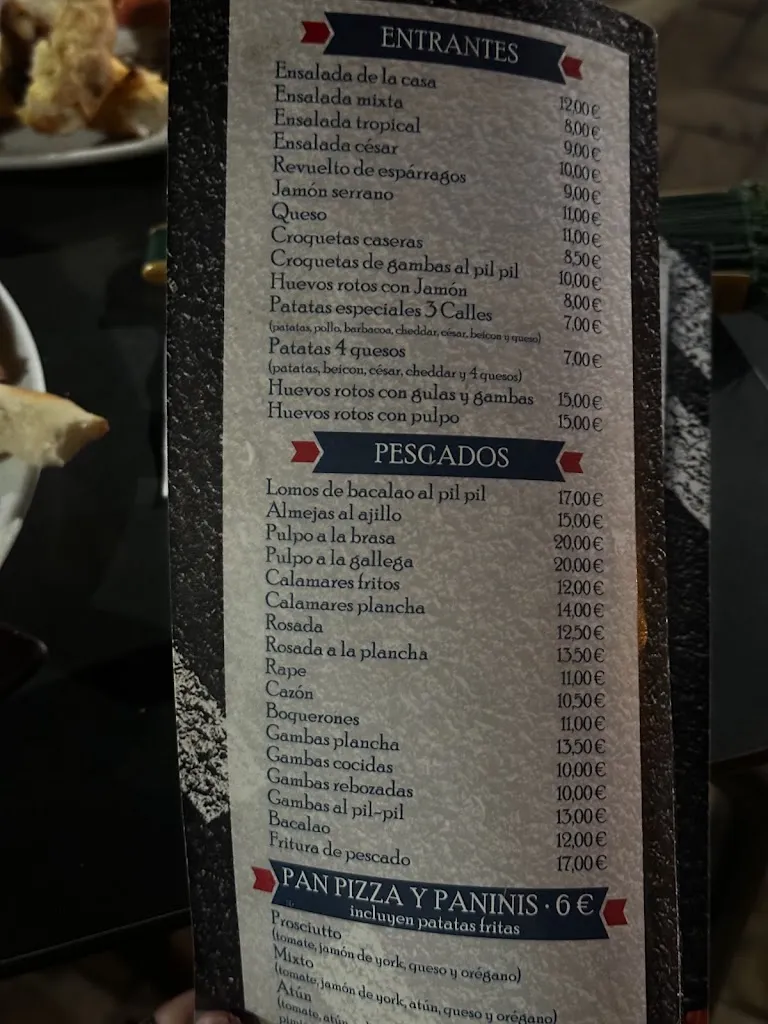 ENTRANTES
Ensalada de la casa 12,00 €
Ensalada mixta 8,00 €
Ensalada tropical 9,00 €
Ensalada césar 10,00 €
Revuelto de espárragos 9,00 €
Jamón serrano 11,00 €
Queso 11,00 €
Croquetas caseras 8,50 €
Croquetas de gambas al pil pil 10,00 €
Huevos rotos con Jamón 8,00 €
Patatas especiales 3 Calles 7,00 €
(patatas, pollo, barbacoa, cheddar, césar, beicon y queso)
Patatas 4 quesos 7,00 €
(patatas, beicon, césar, cheddar y 4 quesos)
Huevos rotos con gulas y gambas 15,00 €
Huevos rotos con pulpo 15,00 €
PESCADOS
Lomos de bacalao al pil pil 17,00 €
Almejas al ajillo 15,00 €
Pulpo a la brasa 20,00 €
Pulpo a la gallega 20,00 €
Calamares fritos 12,00 €
Calamares plancha 14,00 €
Rosada 12,50 €
Rosada a la plancha 13,50 €
Rape 11,00 €
Cazón 10,50 €
Boquerones 11,00 €
Gambas plancha 13,50 €
Gambas cocidas 10,00 €
Gambas rebozadas 10,00 €
Gambas al pil-pil 13,00 €
Bacalao 12,00 €
Fritura de pescado 17,00 €
PAN PIZZA Y PANINIS · 6 €
incluyen patatas fritas
Prosciutto
(tomate, jamón de york, queso y orégano)
Mixto
(tomate, jamón de york, atún, queso y orégano)
Atún
(tomate, atún